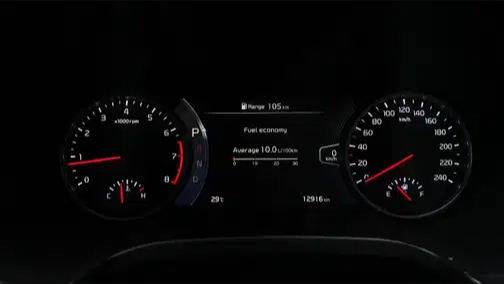 Range 105 km
Fuel economy
Average 10.0 L/100km
0 10 20 30
0 km/h
29°C
12916 km
P
R
N
D
0 1 2 3 4 5 6 7 8
x1000rpm
C H
0 20 40 60 80 100 120 140 160 180 200 220 240
km/h
E F